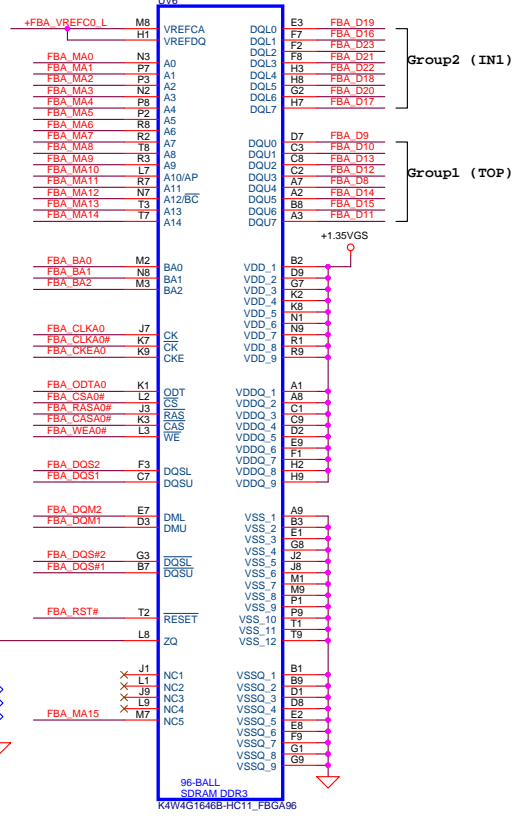 UV6
+FBA_VREFC0_L M8 VREFCA DQL0 E3 FBA_D19
H1 VREFDQ DQL1 F7 FBA_D16
DQL2 F2 FBA_D23
FBA_MA0 N3 A0 DQL3 F8 FBA_D21
FBA_MA1 P7 A1 DQL4 H3 FBA_D22
FBA_MA2 P3 A2 DQL5 H8 FBA_D18
FBA_MA3 N2 A3 DQL6 G2 FBA_D20
FBA_MA4 P8 A4 DQL7 H7 FBA_D17
Group2 (IN1)
FBA_MA5 P2 A5
FBA_MA6 R8 A6
FBA_MA7 R2 A7 DQU0 D7 FBA_D9
FBA_MA8 T8 A8 DQU1 C3 FBA_D10
FBA_MA9 R3 A9 DQU2 C8 FBA_D13
FBA_MA10 L7 A10/AP DQU3 C2 FBA_D12
FBA_MA11 R7 A11 DQU4 A7 FBA_D8
FBA_MA12 N7 A12/BC DQU5 A2 FBA_D14
FBA_MA13 T3 A13 DQU6 B8 FBA_D15
FBA_MA14 T7 A14 DQU7 A3 FBA_D11
Group1 (TOP)
+1.35VGS
FBA_BA0 M2 BA0 VDD_1 B2
FBA_BA1 N8 BA1 VDD_2 D9
FBA_BA2 M3 BA2 VDD_3 G7
VDD_4 K2
VDD_5 K8
VDD_6 N1
FBA_CLKA0 J7 CK VDD_7 N9
FBA_CLKA0# K7 CK VDD_8 R1
FBA_CKEA0 K9 CKE VDD_9 R9
FBA_ODTA0 K1 ODT VDDQ_1 A1
FBA_CSA0# L2 CS VDDQ_2 A8
FBA_RASA0# J3 RAS VDDQ_3 C1
FBA_CASA0# K3 CAS VDDQ_4 C9
FBA_WEA0# L3 WE VDDQ_5 D2
VDDQ_6 E9
VDDQ_7 F1
FBA_DQS2 F3 DQSL VDDQ_8 H2
FBA_DQS1 C7 DQSU VDDQ_9 H9
FBA_DQM2 E7 DML VSS_1 A9
FBA_DQM1 D3 DMU VSS_2 B3
VSS_3 E1
VSS_4 G8
FBA_DQS#2 G3 DQSL VSS_5 J2
FBA_DQS#1 B7 DQSU VSS_6 J8
VSS_7 M1
VSS_8 M9
VSS_9 P1
FBA_RST# T2 RESET VSS_10 P9
VSS_11 T1
L8 ZQ VSS_12 T9
J1 NC1 VSSQ_1 B1
L1 NC2 VSSQ_2 B9
J9 NC3 VSSQ_3 D1
L9 NC4 VSSQ_4 D8
FBA_MA15 M7 NC5 VSSQ_5 E2
VSSQ_6 E8
VSSQ_7 F9
VSSQ_8 G1
VSSQ_9 G9
96-BALL
SDRAM DDR3
K4W4G1646B-HC11_FBGA96